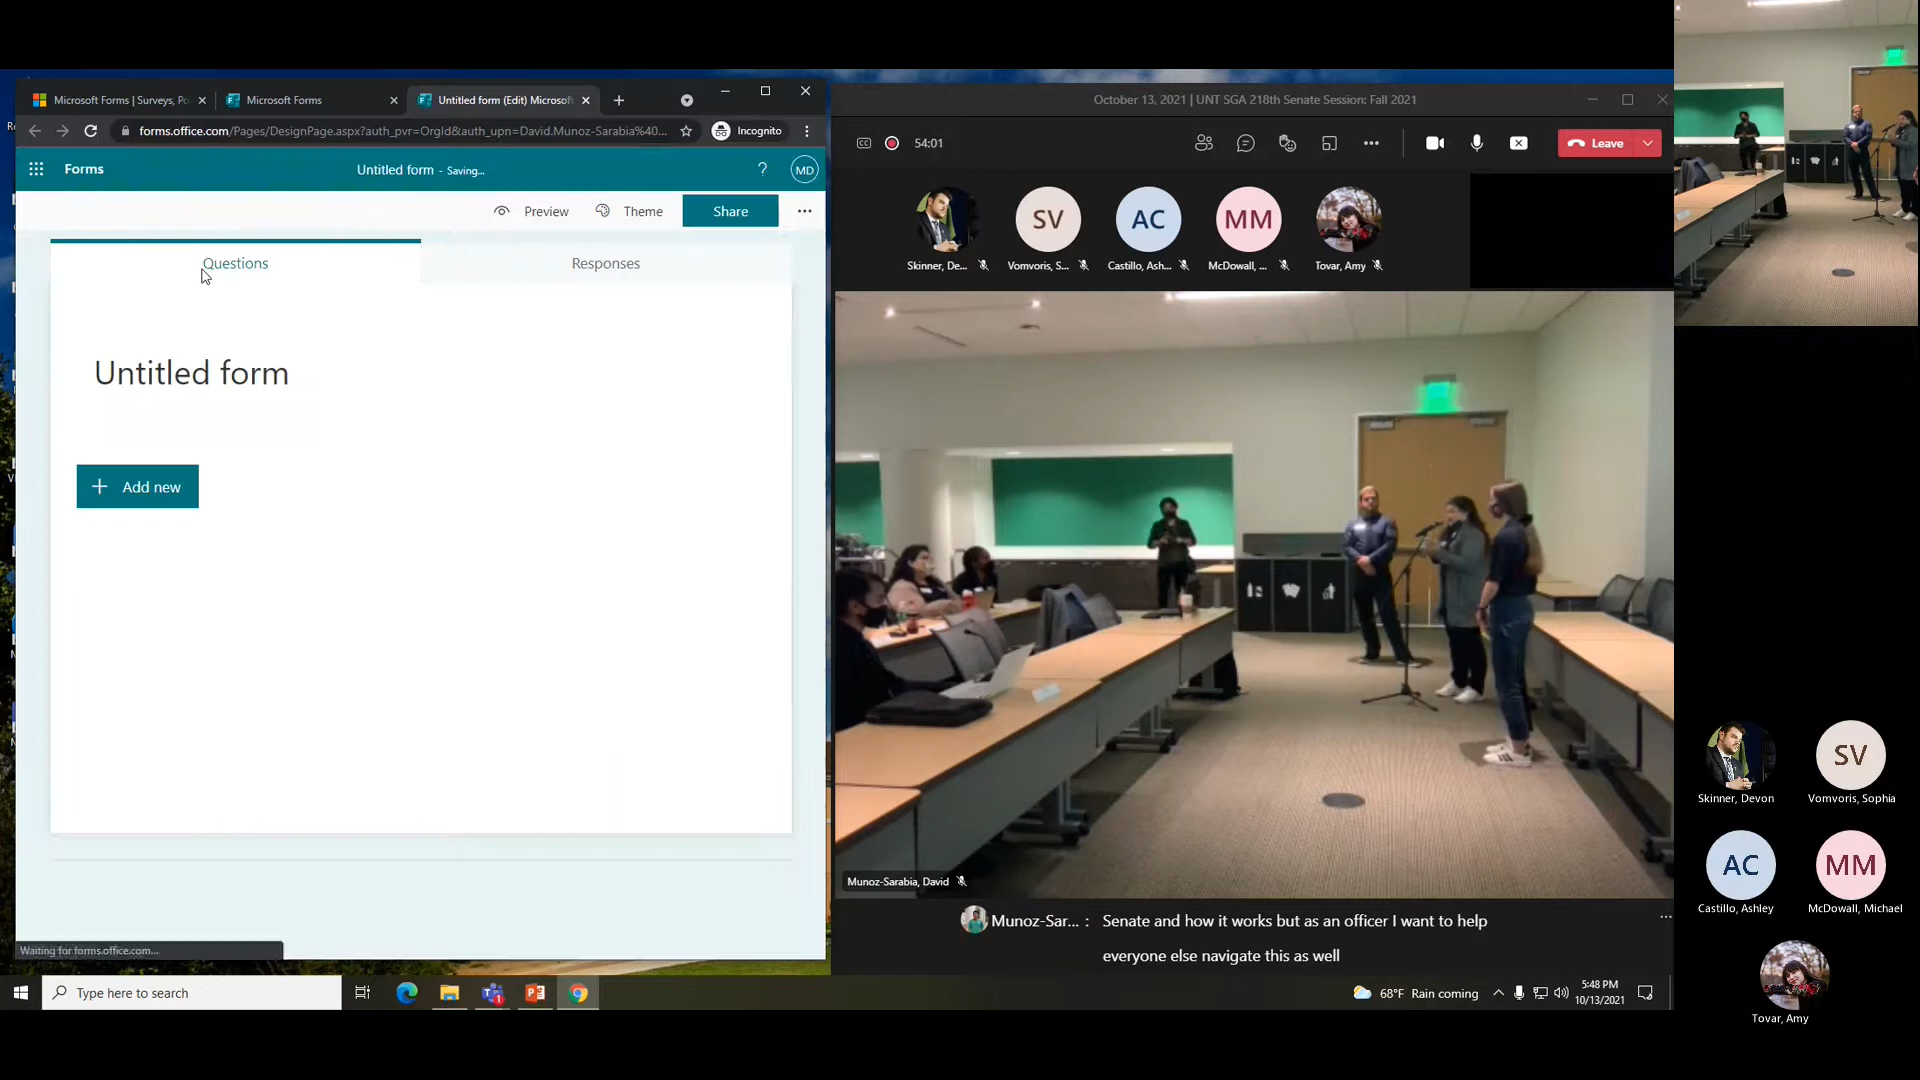 Microsoft Forms | Surveys, Po
Microsoft Forms
Untitled form (Edit) Microsof
forms.office.com/Pages/DesignPage.aspx?auth_pvr=OrgId&auth_upn=David.Munoz-Sarabia%40...
Incognito
Forms
Untitled form - Saving...
?
MD
Preview
Theme
Share
Questions
Responses
Untitled form
+ Add new
Waiting for forms.office.com...
October 13, 2021 | UNT SGA 218th Senate Session: Fall 2021
CC
54:01
Leave
SV
AC
MM
Skinner, De...
Vomvoris, S...
Castillo, Ash...
McDowall, ...
Tovar, Amy
Munoz-Sarabia, David
Munoz-Sar... : Senate and how it works but as an officer I want to help
everyone else navigate this as well
SV
Skinner, Devon
Vomvoris, Sophia
AC
MM
Castillo, Ashley
McDowall, Michael
Tovar, Amy
Type here to search
1
68°F Rain coming
5:48 PM
10/13/2021